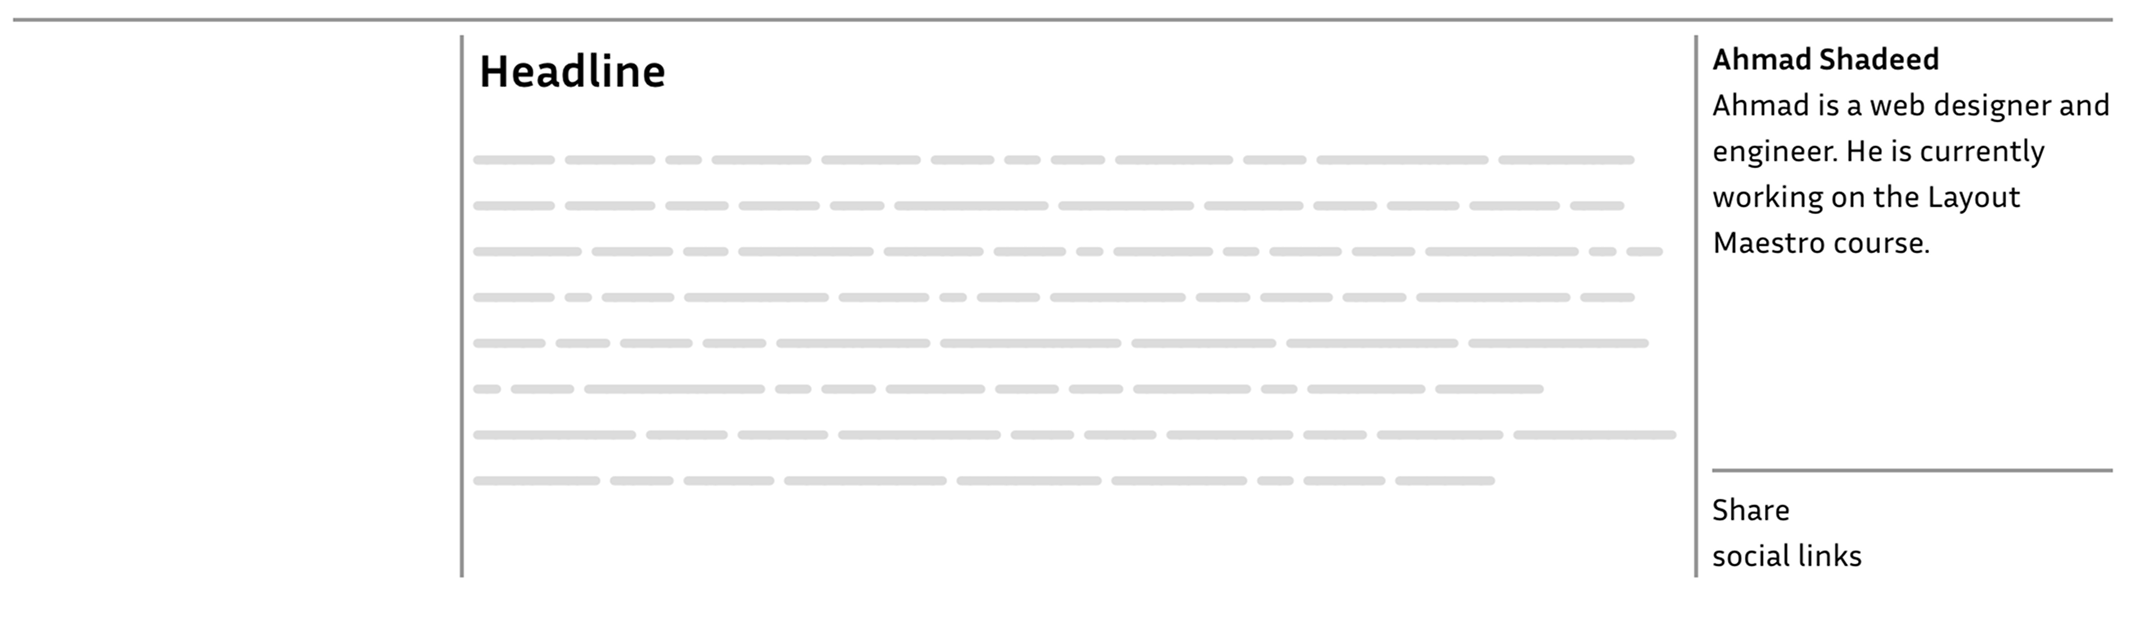 Headline
Ahmad Shadeed
Ahmad is a web designer and
engineer. He is currently
working on the Layout
Maestro course.
Share
social links